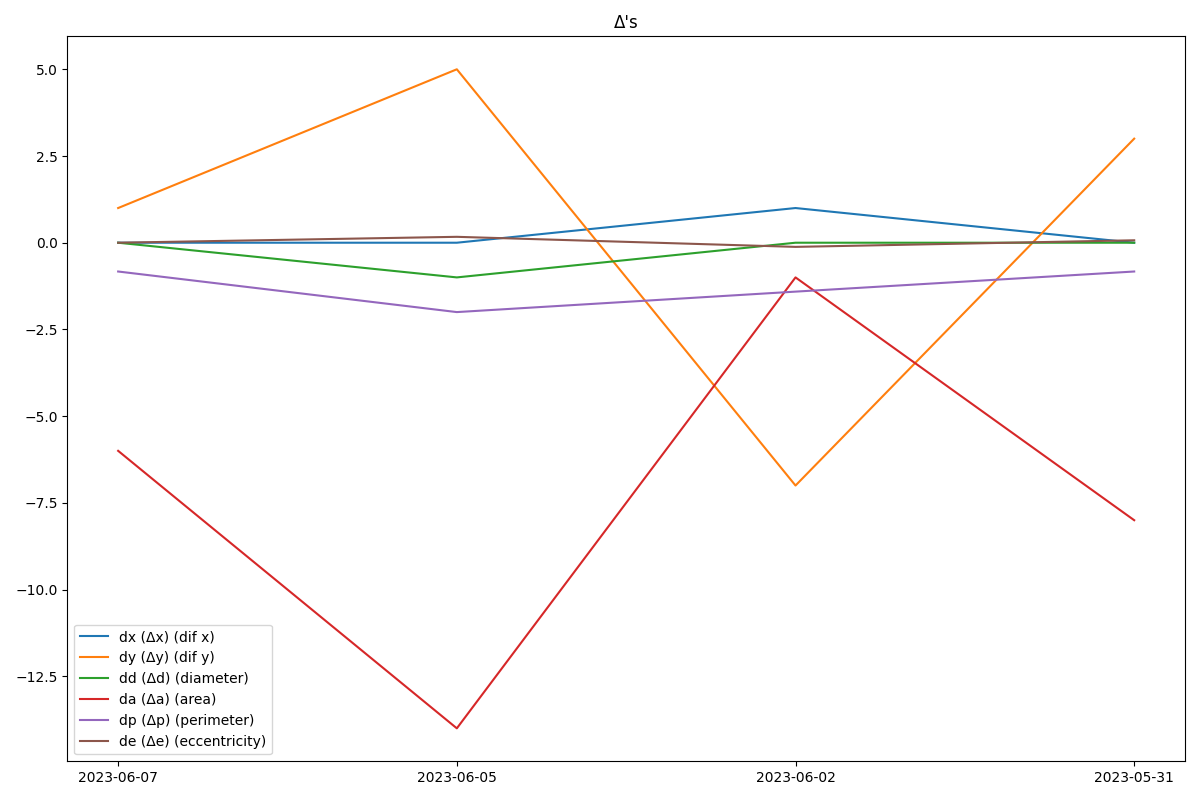 Δ's
5.0
2.5
0.0
−2.5
−5.0
−7.5
−10.0
−12.5
dx (Δx) (dif x)
dy (Δy) (dif y)
dd (Δd) (diameter)
da (Δa) (area)
dp (Δp) (perimeter)
de (Δe) (eccentricity)
2023-06-07 2023-06-05 2023-06-02 2023-05-31